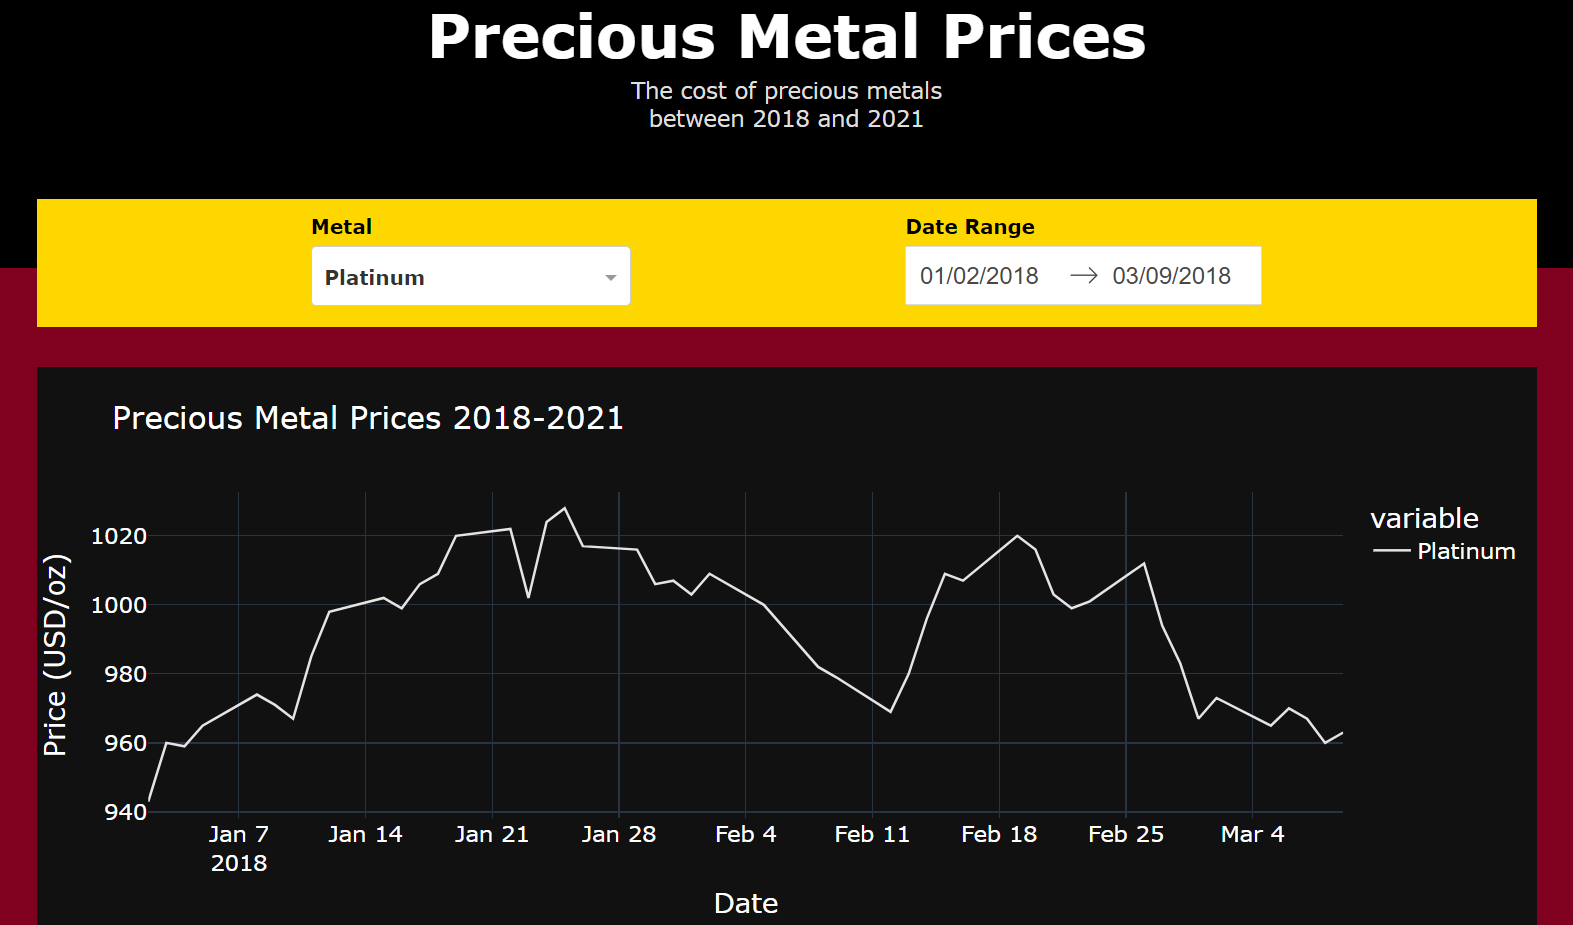 Precious Metal Prices
The cost of precious metals
between 2018 and 2021
Metal
Platinum
Date Range
01/02/2018 → 03/09/2018
Precious Metal Prices 2018-2021
Price (USD/oz)
1020
1000
980
960
940
Jan 7 Jan 14 Jan 21 Jan 28 Feb 4 Feb 11 Feb 18 Feb 25 Mar 4
2018
Date
variable
Platinum